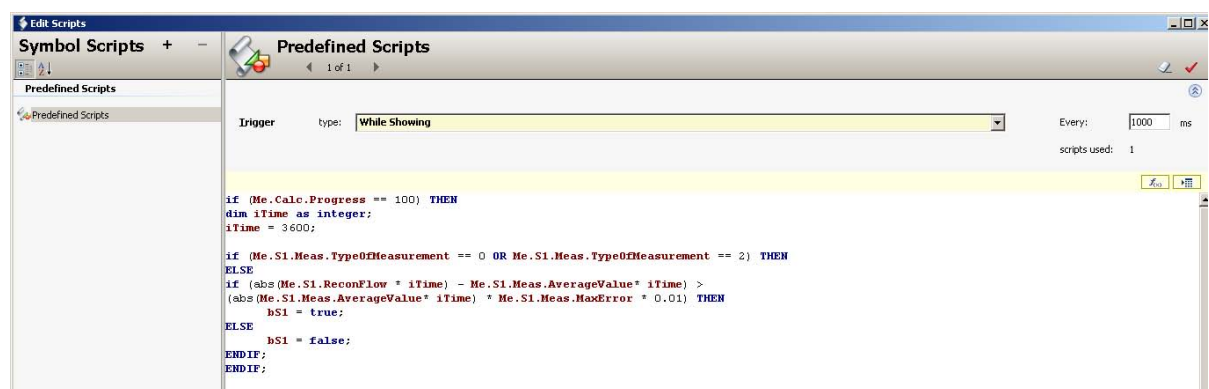 Edit Scripts
Symbol Scripts + -
Predefined Scripts
Predefined Scripts
Predefined Scripts
1 of 1
Trigger type: While Showing Every: 1000 ms
scripts used: 1
if (Me.Calc.Progress == 100) THEN
dim iTime as integer;
iTime = 3600;
if (Me.S1.Meas.TypeOfMeasurement == 0 OR Me.S1.Meas.TypeOfMeasurement == 2) THEN
ELSE
if (abs(Me.S1.ReconFlow * iTime) - Me.S1.Meas.AverageValue* iTime) >
(abs(Me.S1.Meas.AverageValue* iTime) * Me.S1.Meas.MaxError * 0.01) THEN
bS1 = true;
ELSE
bS1 = false;
ENDIF;
ENDIF;